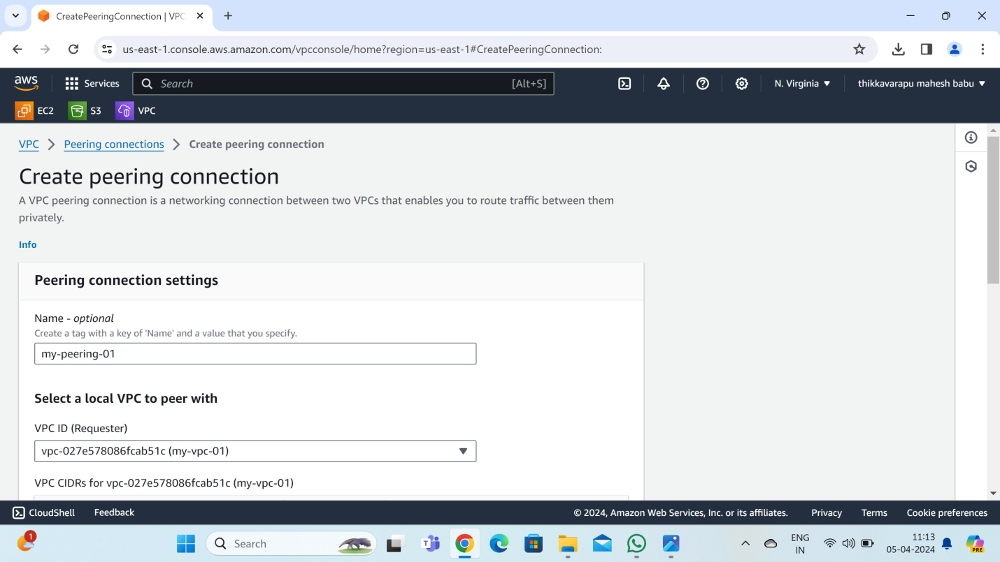 CreatePeeringConnection | VPC
us-east-1.console.aws.amazon.com/vpcconsole/home?region=us-east-1#CreatePeeringConnection:
aws
Services
Search
[Alt+S]
N. Virginia
thikkavarapu mahesh babu
EC2
S3
VPC
VPC
Peering connections
Create peering connection
Create peering connection
A VPC peering connection is a networking connection between two VPCs that enables you to route traffic between them
privately.
Info
Peering connection settings
Name - optional
Create a tag with a key of 'Name' and a value that you specify.
my-peering-01
Select a local VPC to peer with
VPC ID (Requester)
vpc-027e578086fcab51c (my-vpc-01)
VPC CIDRs for vpc-027e578086fcab51c (my-vpc-01)
CloudShell
Feedback
© 2024, Amazon Web Services, Inc. or its affiliates.
Privacy
Terms
Cookie preferences
1
Search
ENG
IN
11:13
05-04-2024
PRE